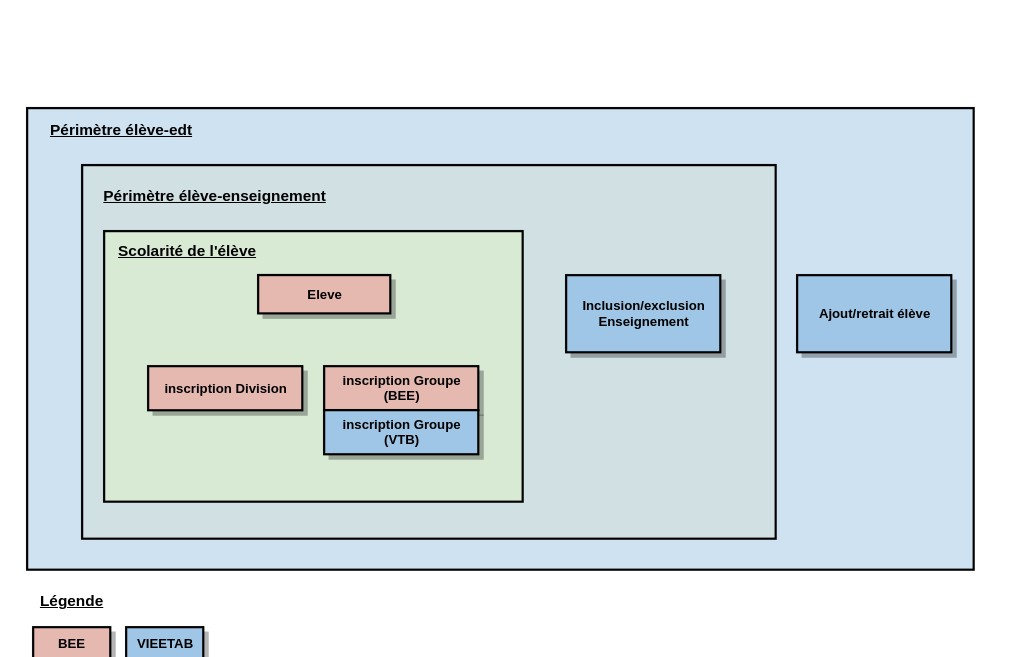 Périmètre élève-edt
Périmètre élève-enseignement
Scolarité de l'élève
Eleve
Inclusion/exclusion
Enseignement
Ajout/retrait élève
inscription Division
inscription Groupe
(BEE)
inscription Groupe
(VTB)
Légende
BEE
VIEETAB